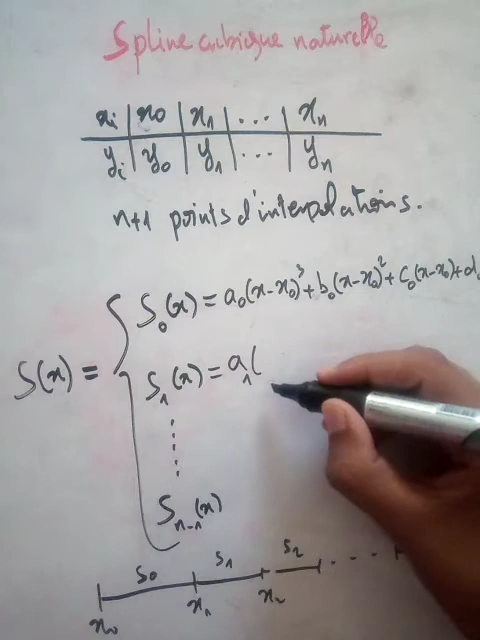 Spline cubique naturelle
xi | x0 | x1 | ... | xn
yi | y0 | y1 | ... | yn
n+1 points d'interpolations.
S(x) = { S0(x) = a0(x-x0)^3 + b0(x-x0)^2 + c0(x-x0) + d0
S1(x) = a1(
Sn-1(x)
S0 S1 S2
x0 x1 x2